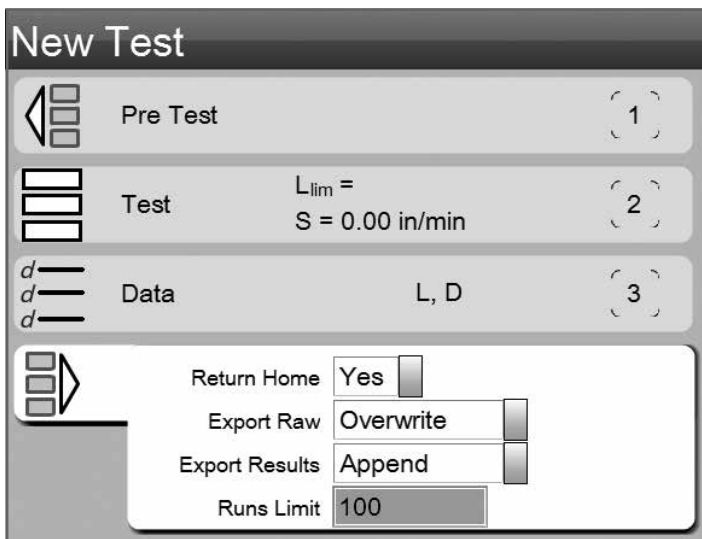 New Test
Pre Test 1
L_lim =
Test S = 0.00 in/min 2
d
d Data L, D 3
d
Return Home Yes
Export Raw Overwrite
Export Results Append
Runs Limit 100